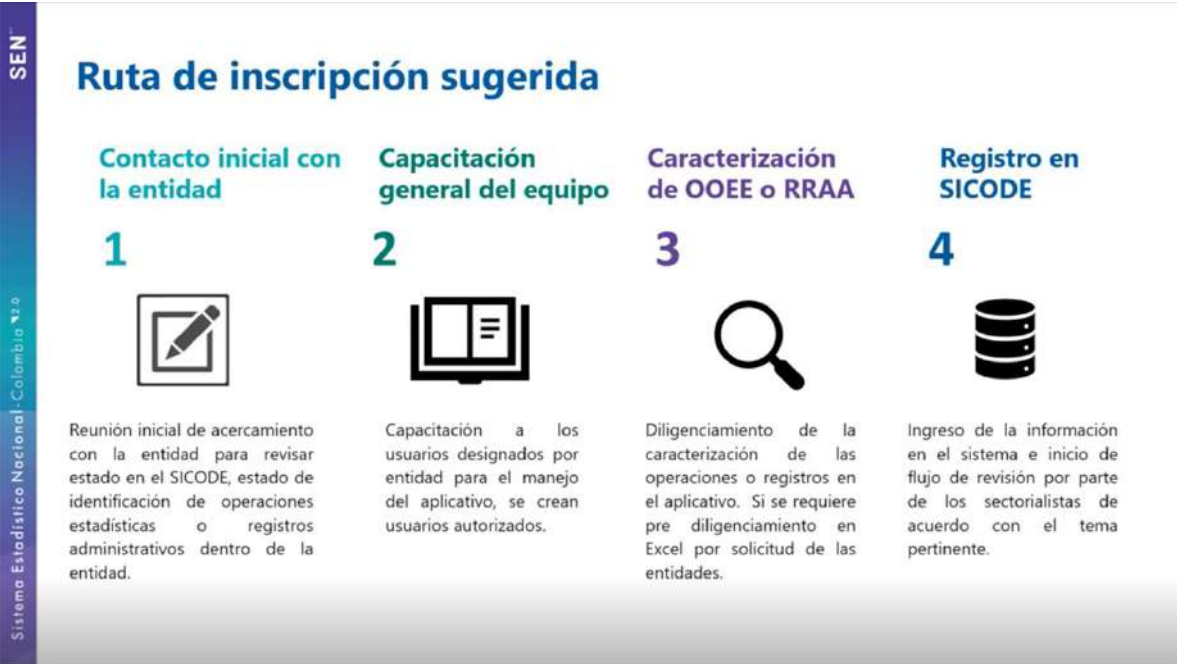 SEN
Sistema Estadístico Nacional-Colombia 2.0
Ruta de inscripción sugerida
Contacto inicial con
la entidad
1
Reunión inicial de acercamiento
con la entidad para revisar
estado en el SICODE, estado de
identificación de operaciones
estadísticas o registros
administrativos dentro de la
entidad.
Capacitación
general del equipo
2
Capacitación a los
usuarios designados por
entidad para el manejo
del aplicativo, se crean
usuarios autorizados.
Caracterización
de OOEE o RRAA
3
Diligenciamiento de la
caracterización de las
operaciones o registros en
el aplicativo. Si se requiere
pre diligenciamiento en
Excel por solicitud de las
entidades.
Registro en
SICODE
4
Ingreso de la información
en el sistema e inicio de
flujo de revisión por parte
de los sectorialistas de
acuerdo con el tema
pertinente.